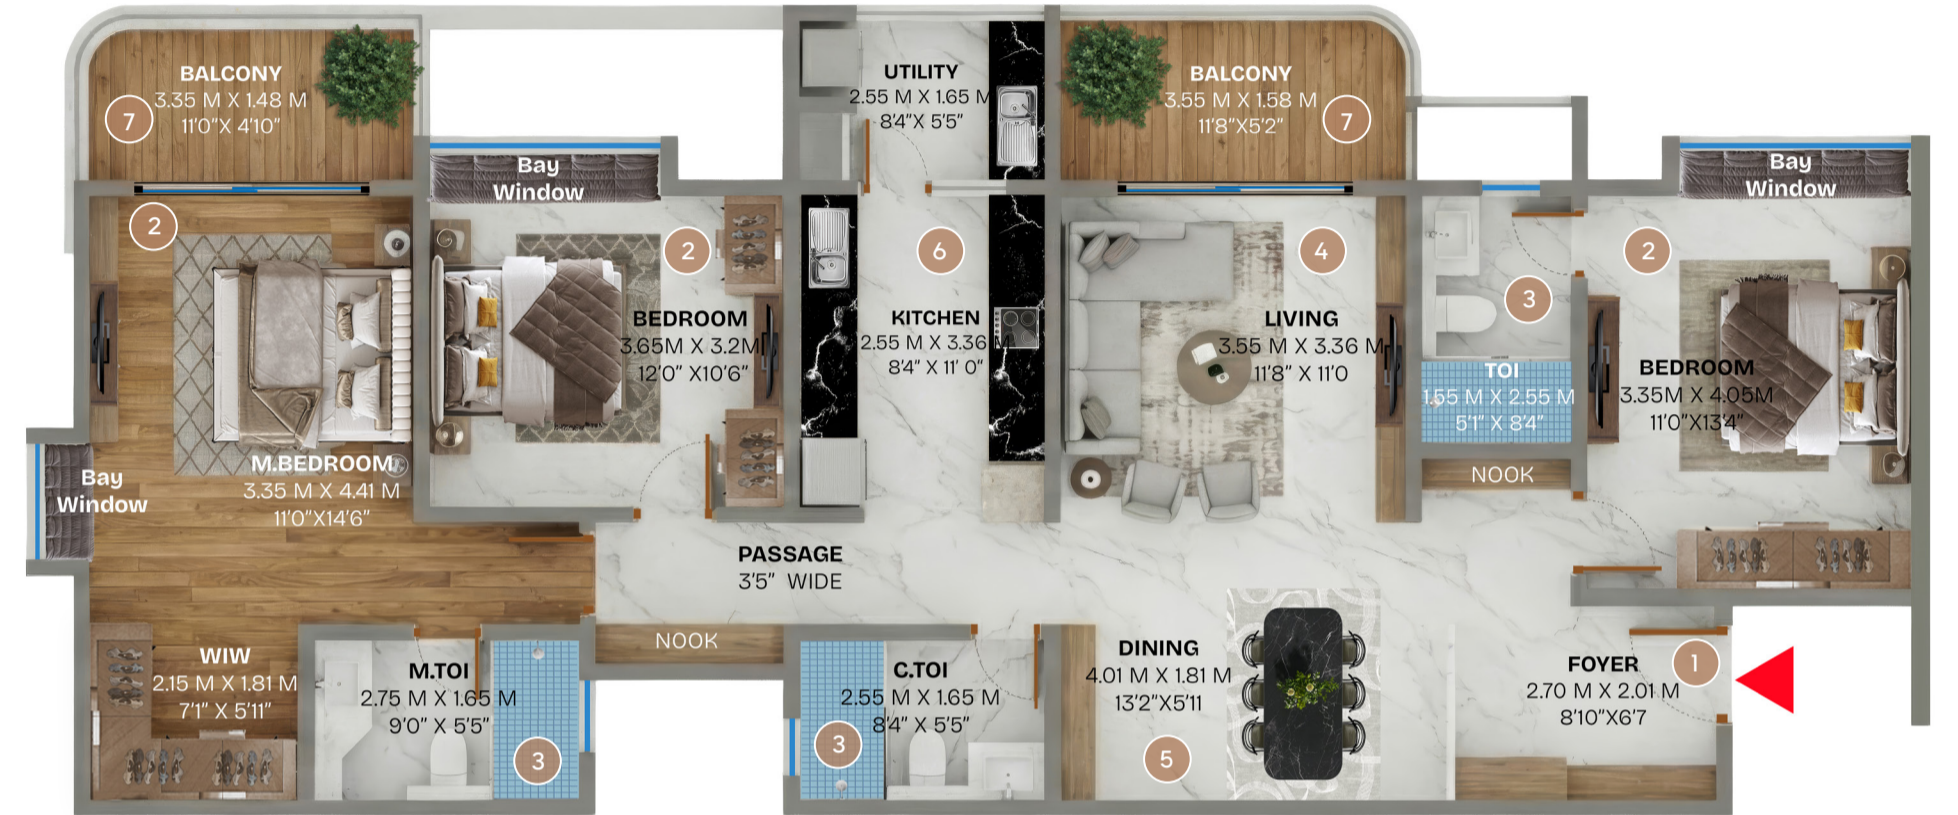 BALCONY
3.35 M X 1.48 M
11'0"X 4'10"
7
UTILITY
2.55 M X 1.65 M
8'4"X 5'5"
BALCONY
3.55 M X 1.58 M
11'8"X5'2"
7
Bay
Window
Bay
Window
2
2
BEDROOM
3.65M X 3.2M
12'0" X10'6"
6
KITCHEN
2.55 M X 3.36 M
8'4" X 11' 0"
4
LIVING
3.55 M X 3.36 M
11'8" X 11'0
3
TOI
1.55 M X 2.55 M
5'1" X 8'4"
NOOK
2
BEDROOM
3.35M X 4.05M
11'0"X13'4"
M.BEDROOM
3.35 M X 4.41 M
11'0"X14'6"
Bay
Window
PASSAGE
3'5" WIDE
NOOK
WIW
2.15 M X 1.81 M
7'1" X 5'11"
M.TOI
2.75 M X 1.65 M
9'0" X 5'5"
3
C.TOI
2.55 M X 1.65 M
8'4" X 5'5"
3
DINING
4.01 M X 1.81 M
13'2"X5'11
5
FOYER
2.70 M X 2.01 M
8'10"X6'7
1